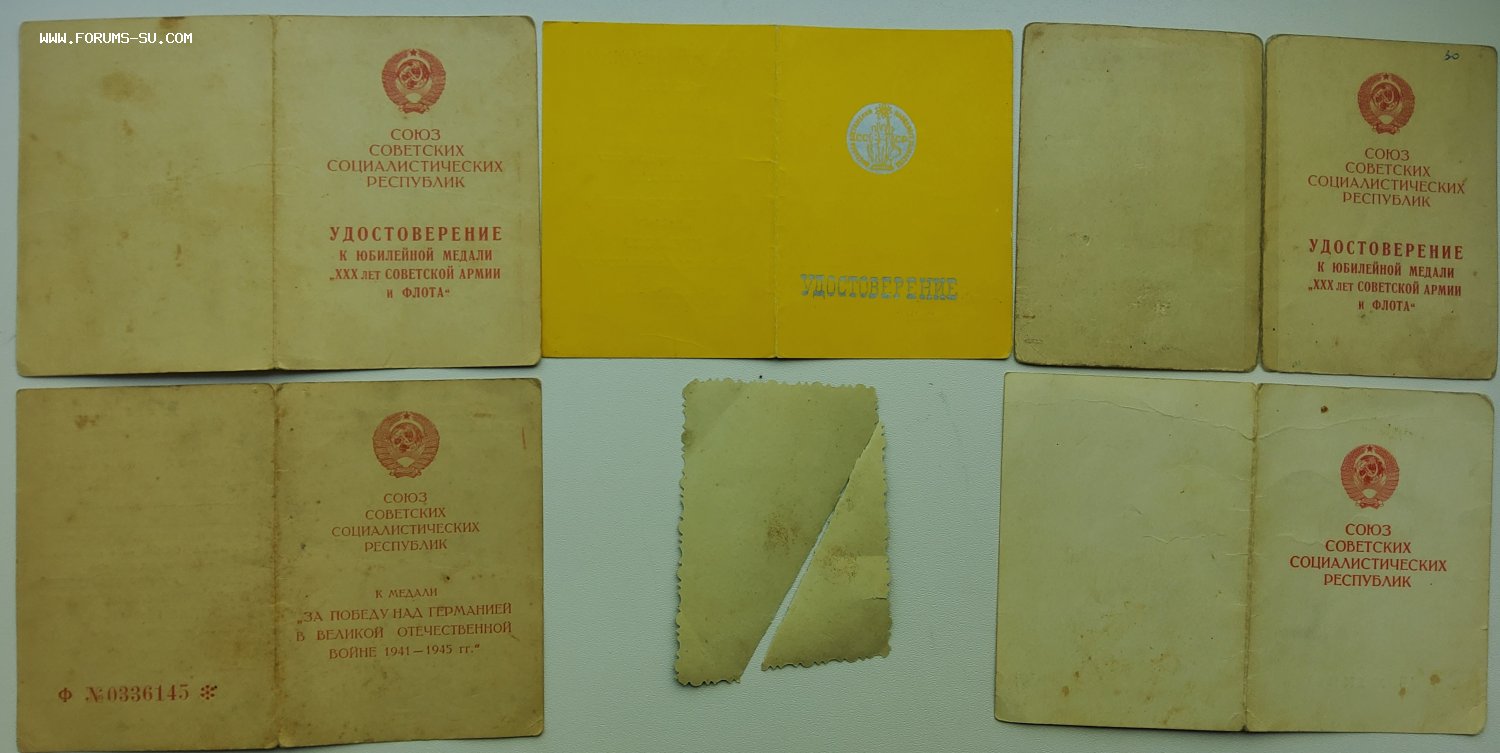 WWW.FORUMS-SU.COM
СОЮЗ
СОВЕТСКИХ
СОЦИАЛИСТИЧЕСКИХ
РЕСПУБЛИК
УДОСТОВЕРЕНИЕ
К ЮБИЛЕЙНОЙ МЕДАЛИ
„XXX ЛЕТ СОВЕТСКОЙ АРМИИ
И ФЛОТА“
УДОСТОВЕРЕНИЕ
30
СОЮЗ
СОВЕТСКИХ
СОЦИАЛИСТИЧЕСКИХ
РЕСПУБЛИК
УДОСТОВЕРЕНИЕ
К ЮБИЛЕЙНОЙ МЕДАЛИ
„XXX ЛЕТ СОВЕТСКОЙ АРМИИ
И ФЛОТА“
СОЮЗ
СОВЕТСКИХ
СОЦИАЛИСТИЧЕСКИХ
РЕСПУБЛИК
К МЕДАЛИ
„ЗА ПОБЕДУ НАД ГЕРМАНИЕЙ
В ВЕЛИКОЙ ОТЕЧЕСТВЕННОЙ
ВОЙНЕ 1941—1945 гг.“
Ф №0336145
СОЮЗ
СОВЕТСКИХ
СОЦИАЛИСТИЧЕСКИХ
РЕСПУБЛИК